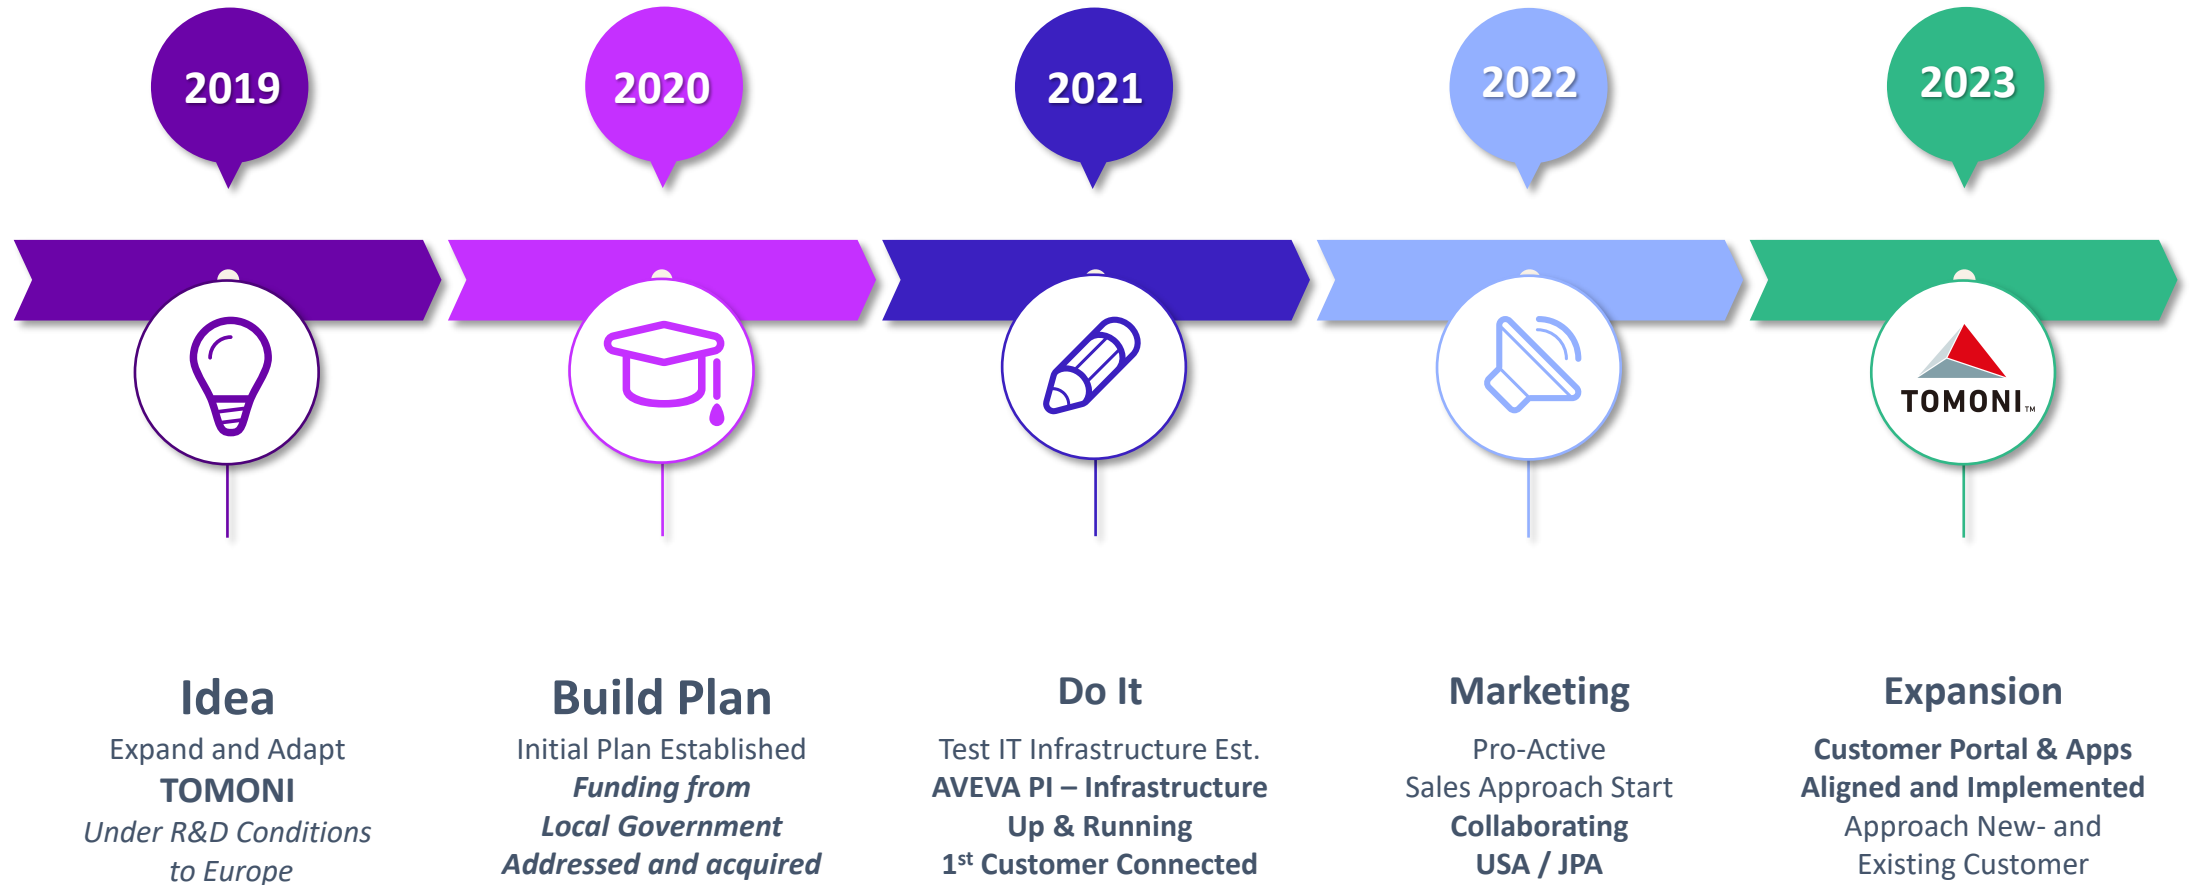 2019
2020
2021
2022
2023
TOMONI™
Idea
Expand and Adapt
TOMONI
Under R&D Conditions
to Europe
Build Plan
Initial Plan Established
Funding from
Local Government
Addressed and acquired
Do It
Test IT Infrastructure Est.
AVEVA PI – Infrastructure
Up & Running
1st Customer Connected
Marketing
Pro-Active
Sales Approach Start
Collaborating
USA / JPA
Expansion
Customer Portal & Apps
Aligned and Implemented
Approach New- and
Existing Customer